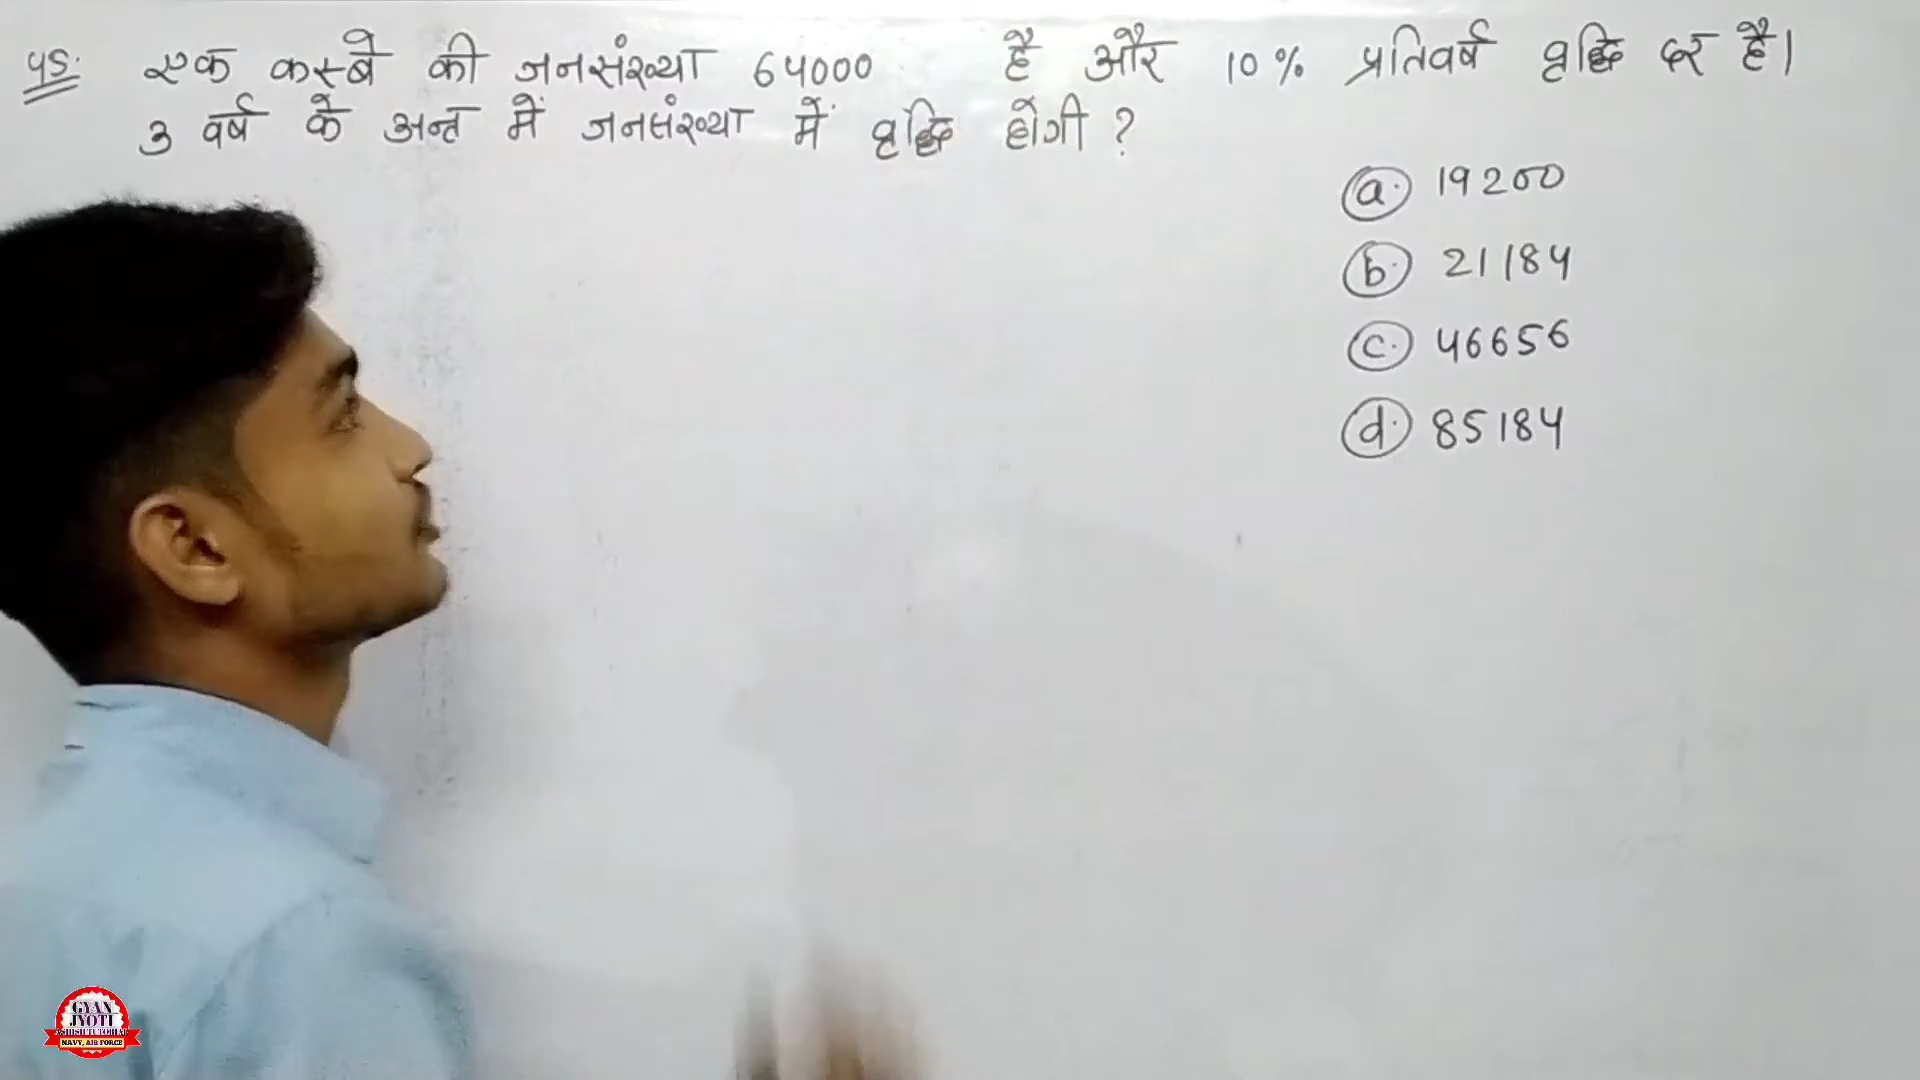 45. एक कस्बे की जनसंख्या 64000 है और 10% प्रतिवर्ष वृद्धि दर है।
3 वर्ष के अन्त में जनसंख्या में वृद्धि होगी ?
a. 19200
b. 21184
c. 46656
d. 85184
GYAN
JYOTI
NAVY, AIR FORCE